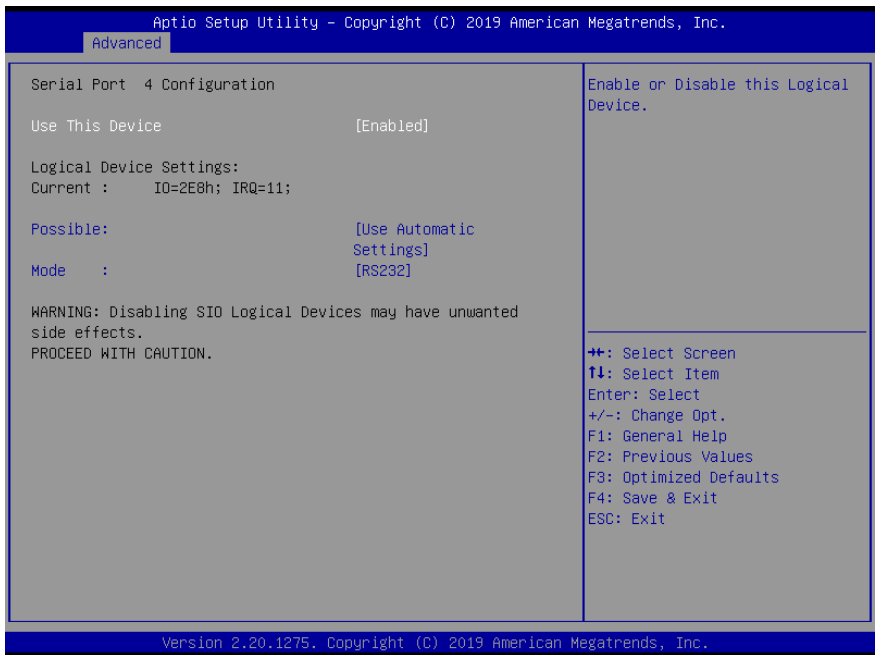 Aptio Setup Utility – Copyright (C) 2019 American Megatrends, Inc.
Advanced
Serial Port  4 Configuration
Use This Device [Enabled]
Logical Device Settings:
Current :     IO=2E8h; IRQ=11;
Possible: [Use Automatic
Settings]
Mode    : [RS232]
WARNING: Disabling SIO Logical Devices may have unwanted
side effects.
PROCEED WITH CAUTION.
Enable or Disable this Logical
Device.
→←: Select Screen
↑↓: Select Item
Enter: Select
+/-: Change Opt.
F1: General Help
F2: Previous Values
F3: Optimized Defaults
F4: Save & Exit
ESC: Exit
Version 2.20.1275. Copyright (C) 2019 American Megatrends, Inc.